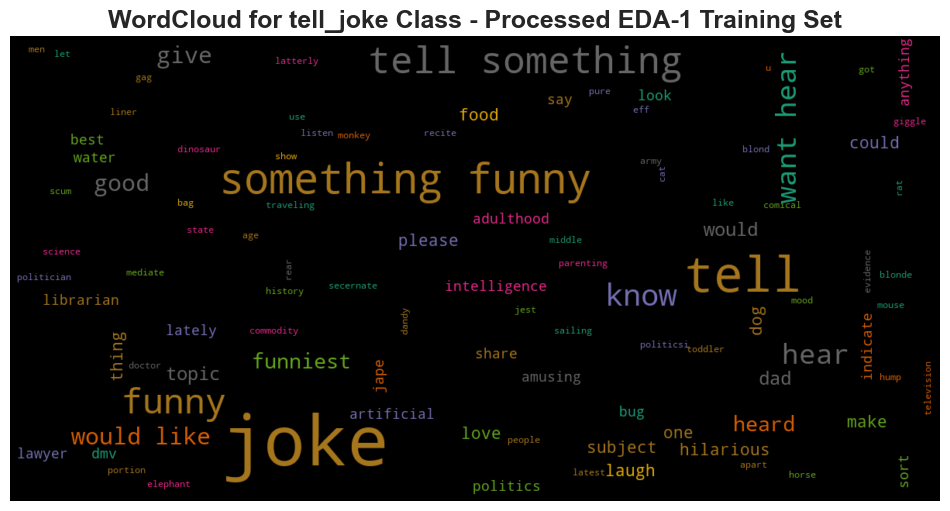 WordCloud for tell_joke Class - Processed EDA-1 Training Set
men
let
give
latterly
tell something
u
got
anything
gag
pure
look
say
eff
want hear
liner
use
food
giggle
listen
monkey
recite
best
water
dinosaur
show
could
army
blond
cat
good
scum
something funny
rat
bag
traveling
like
comical
adulthood
state
age
please
middle
would
science
parenting
tell
evidence
politician
mediate
rear
blonde
history
secernate
intelligence
know
mood
mouse
librarian
jest
dandy
dog
lately
commodity
sailing
indicate
thing
politicsi
toddler
share
hear
doctor
funniest
topic
jape
amusing
dad
hump
television
funny
artificial
bug
joke
would like
love
people
one
heard
make
lawyer
dmv
subject
hilarious
sort
portion
latest
laugh
apart
horse
elephant
politics